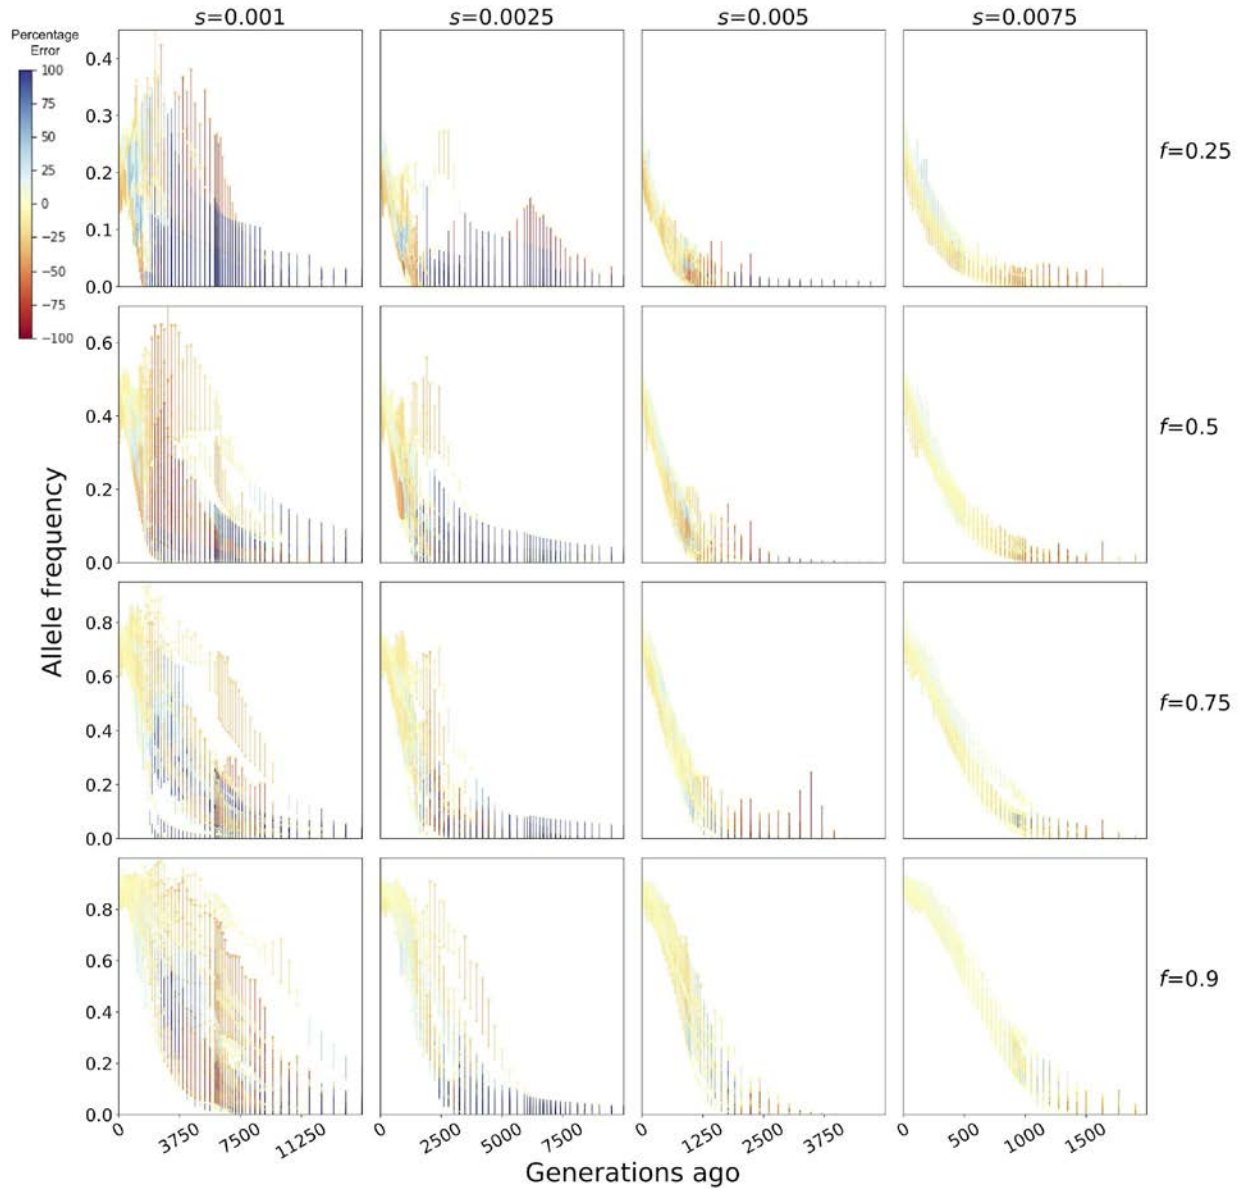 s=0.001 s=0.0025 s=0.005 s=0.0075
Percentage
Error
100
75
50
25
0
−25
−50
−75
−100
0.4
0.3
0.2
0.1
0.0
f=0.25
0.6
0.4
0.2
0.0
f=0.5
Allele frequency
0.8
0.6
0.4
0.2
0.0
f=0.75
0.8
0.6
0.4
0.2
0.0
f=0.9
0 3750 7500 11250 0 2500 5000 7500 0 1250 2500 3750 0 500 1000 1500
Generations ago